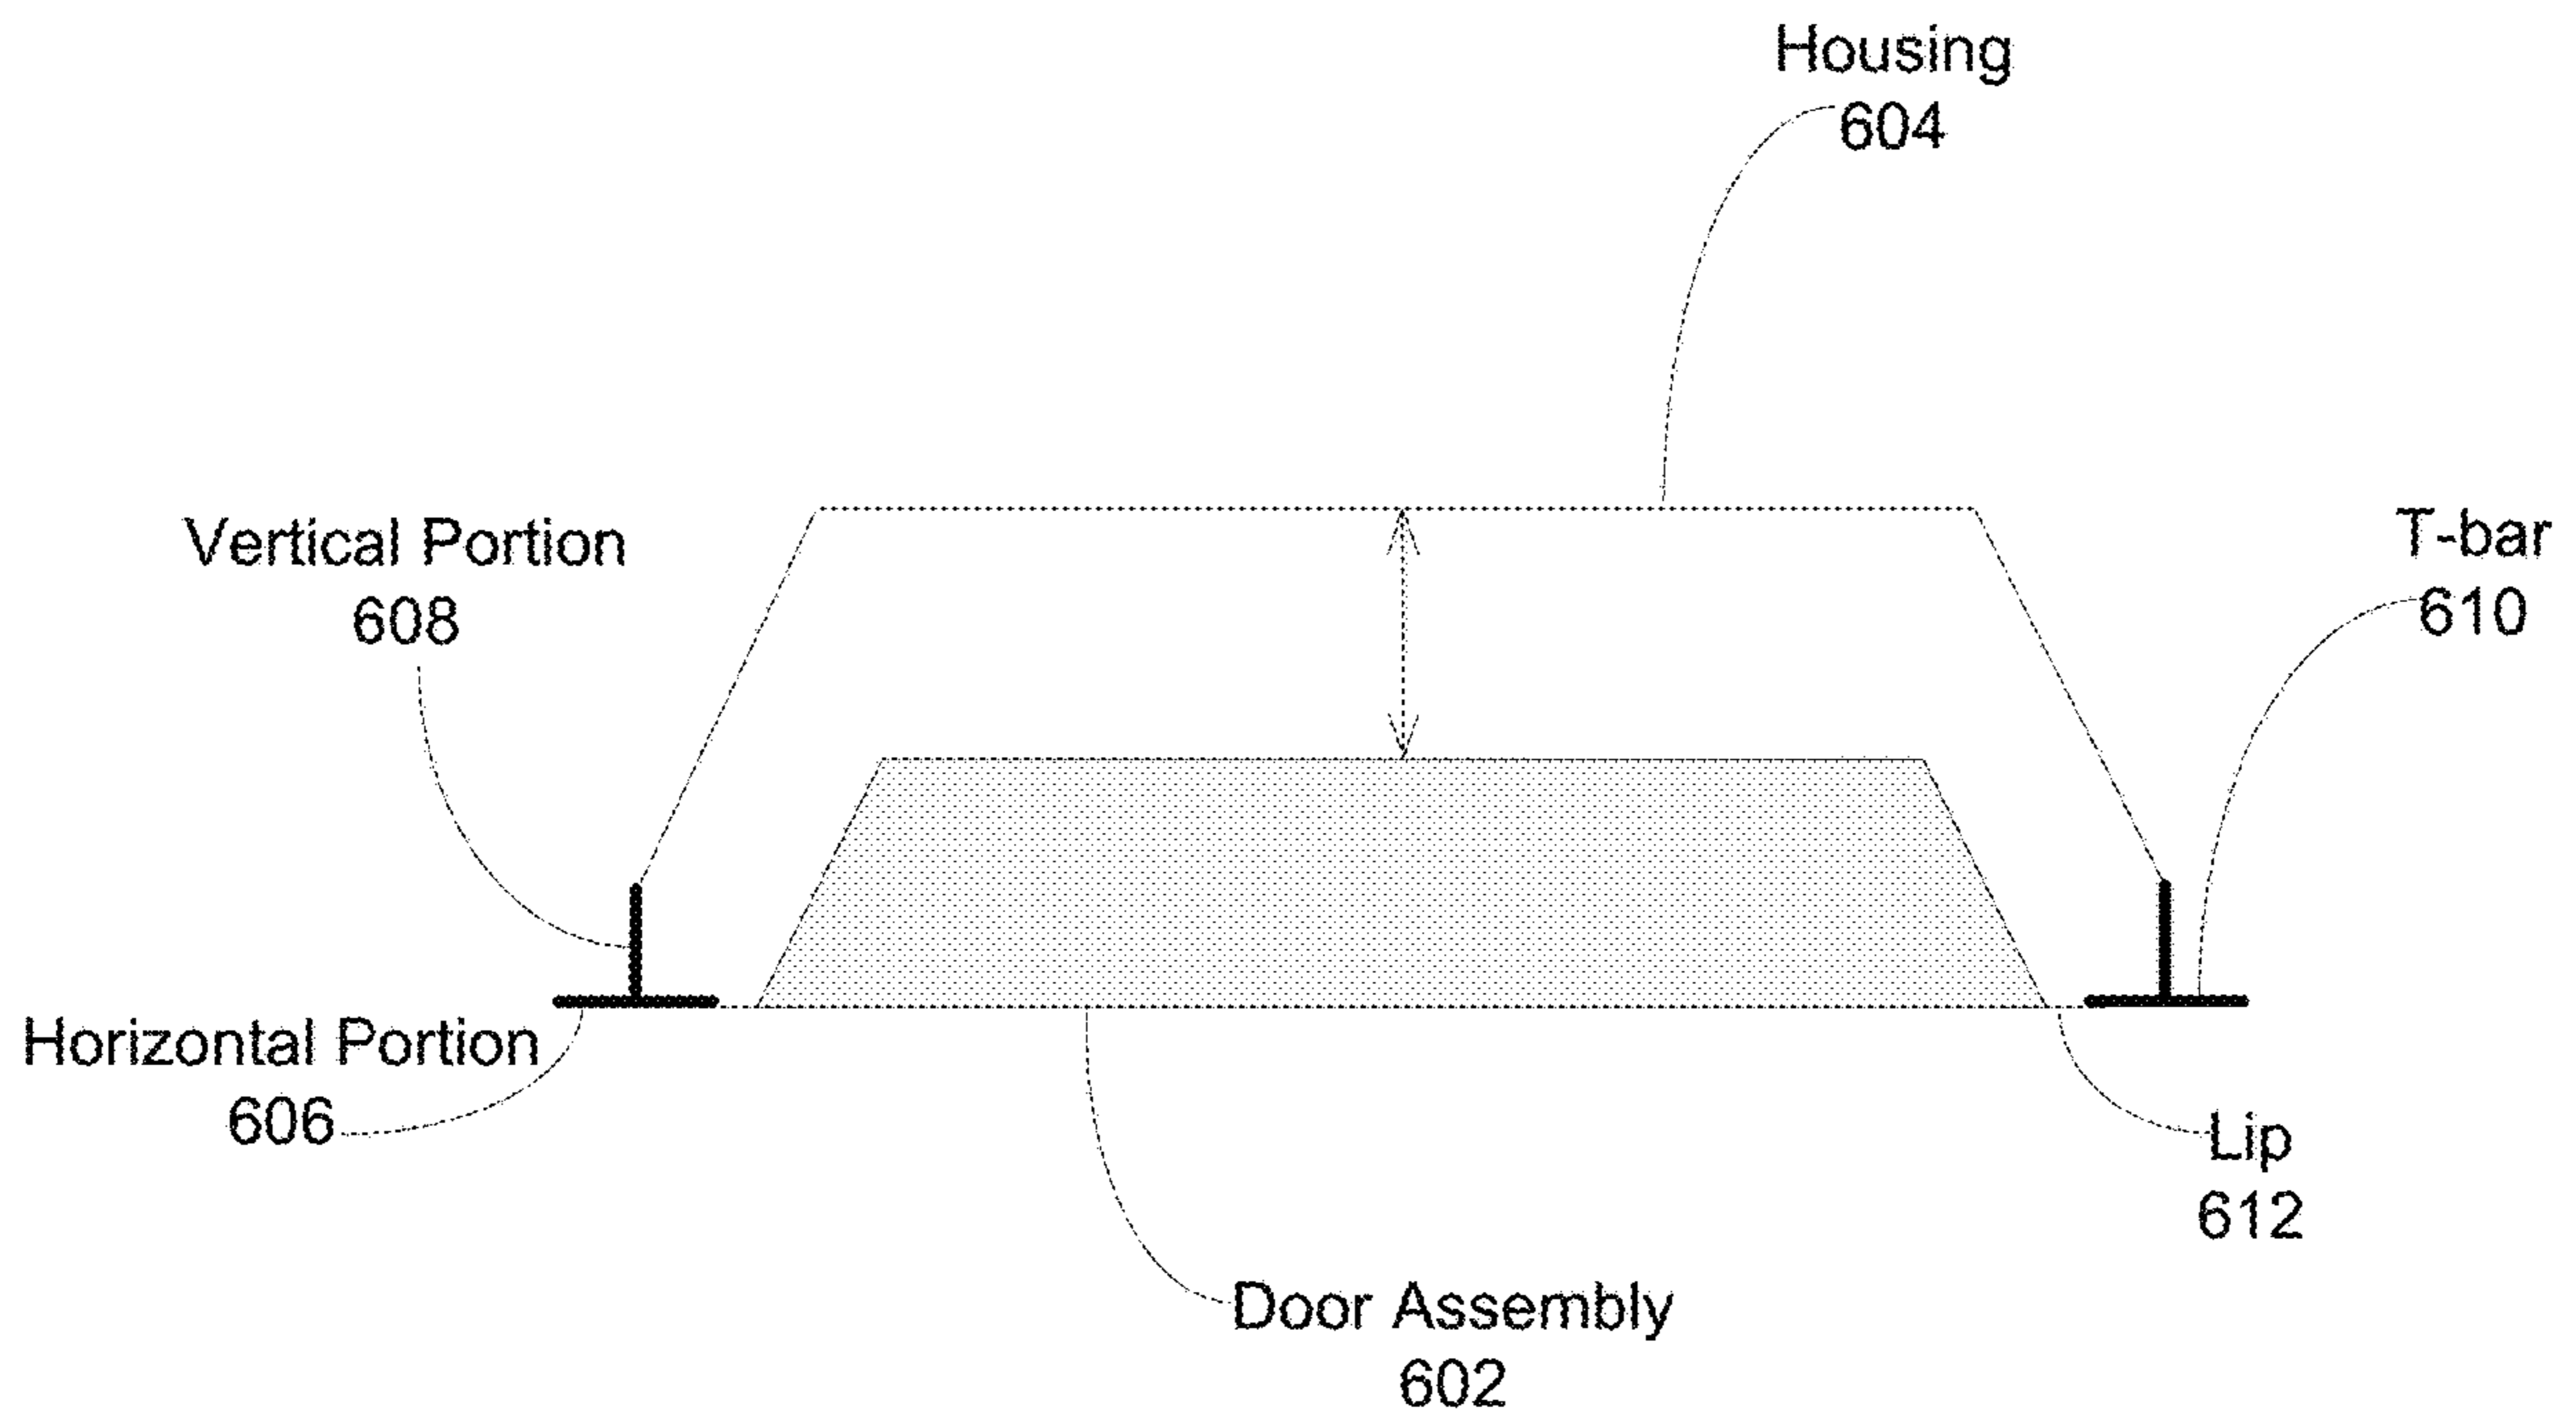 Housing
604
Vertical Portion
608
T-bar
610
Horizontal Portion
606
Lip
612
Door Assembly
602